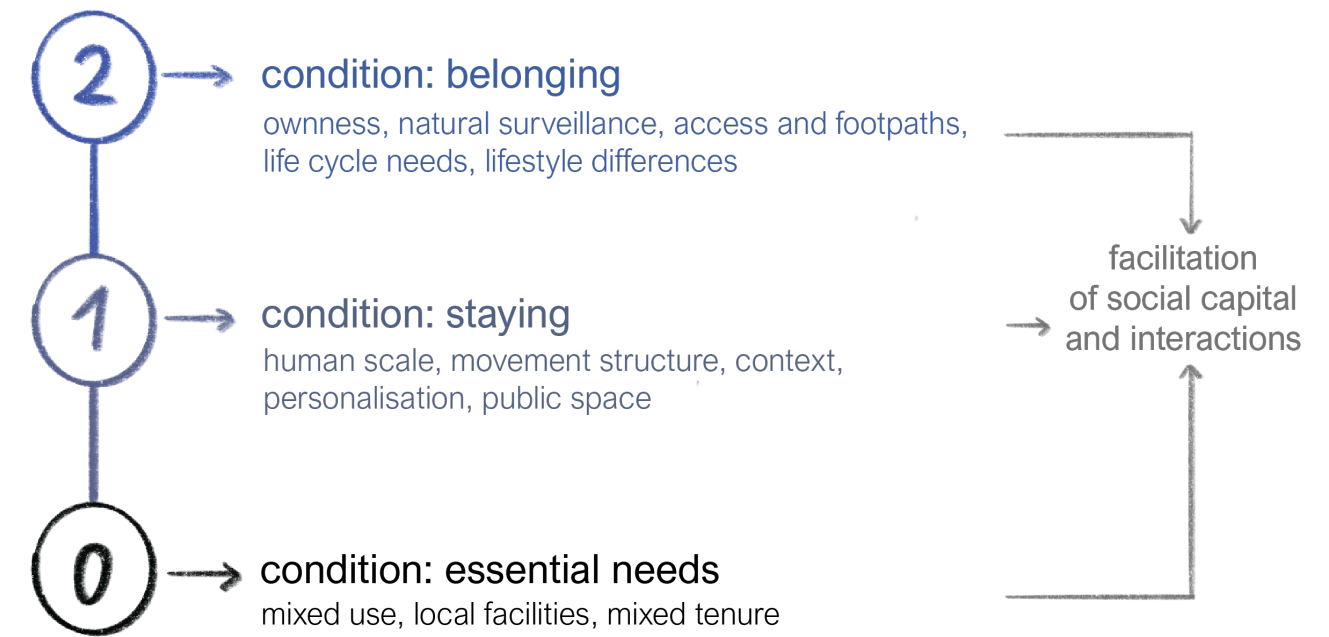 2
condition: belonging
ownness, natural surveillance, access and footpaths,
life cycle needs, lifestyle differences
1
condition: staying
human scale, movement structure, context,
personalisation, public space
0
condition: essential needs
mixed use, local facilities, mixed tenure
facilitation
of social capital
and interactions